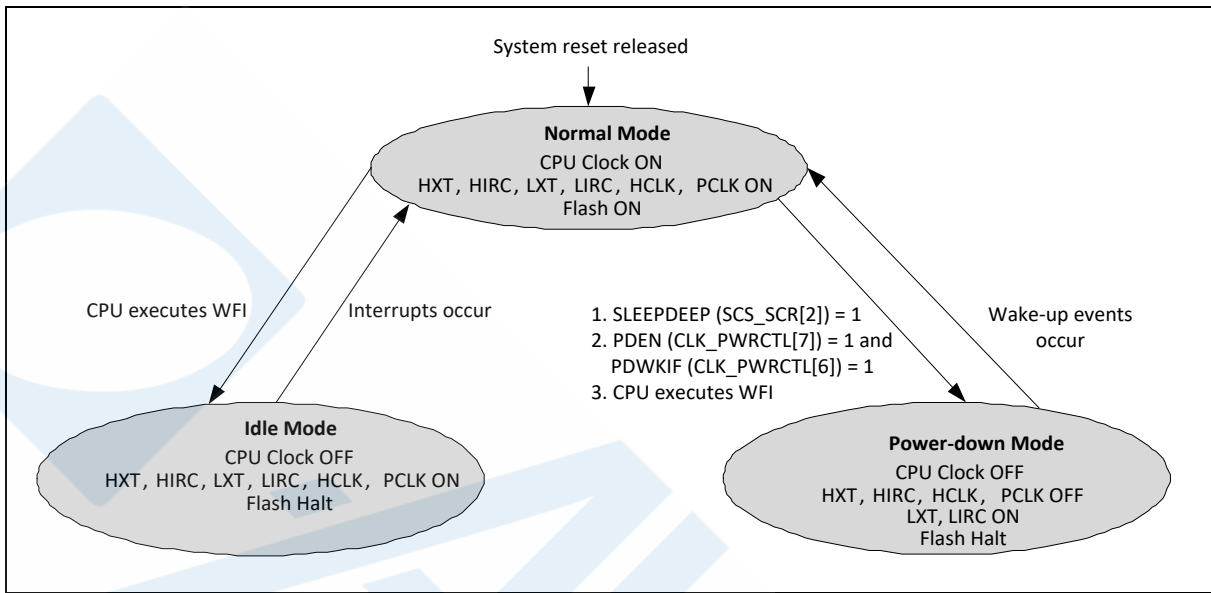 System reset released
Normal Mode
CPU Clock ON
HXT, HIRC, LXT, LIRC, HCLK, PCLK ON
Flash ON
CPU executes WFI
Interrupts occur
1. SLEEPDEEP (SCS_SCR[2]) = 1
2. PDEN (CLK_PWRCTL[7]) = 1 and
PDWKIF (CLK_PWRCTL[6]) = 1
3. CPU executes WFI
Wake-up events
occur
Idle Mode
CPU Clock OFF
HXT, HIRC, LXT, LIRC, HCLK, PCLK ON
Flash Halt
Power-down Mode
CPU Clock OFF
HXT, HIRC, HCLK, PCLK OFF
LXT, LIRC ON
Flash Halt